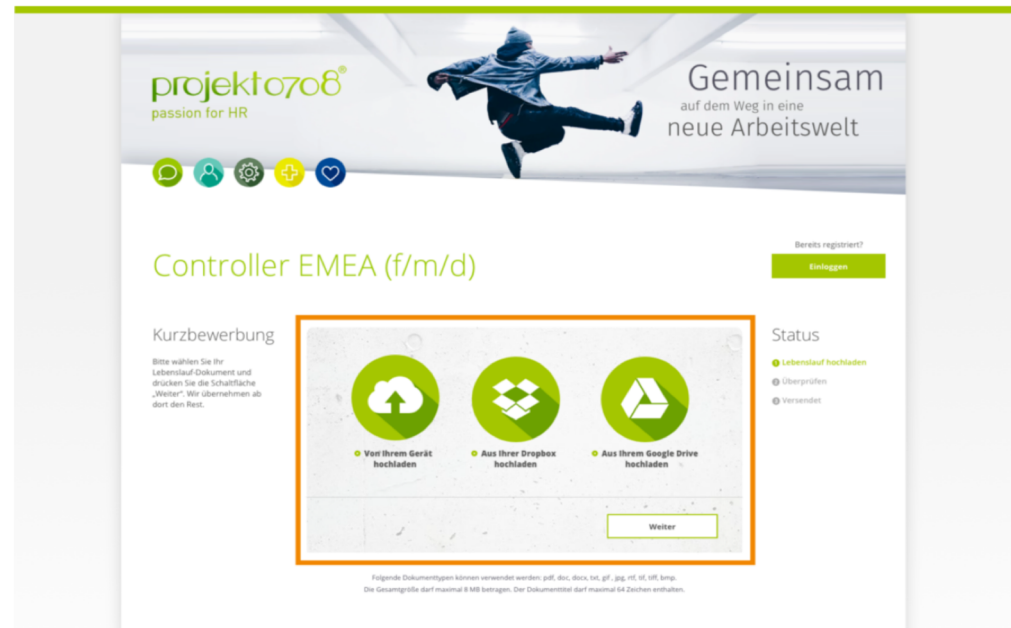 projekt0708®
passion for HR
Gemeinsam
auf dem Weg in eine
neue Arbeitswelt
Controller EMEA (f/m/d)
Bereits registriert?
Einloggen
Kurzbewerbung
Bitte wählen Sie Ihr
Lebenslauf-Dokument und
drücken Sie die Schaltfläche
„Weiter“. Wir übernehmen ab
dort den Rest.
Von Ihrem Gerät
hochladen
Aus Ihrer Dropbox
hochladen
Aus Ihrem Google Drive
hochladen
Weiter
Status
1 Lebenslauf hochladen
2 Überprüfen
3 Versendet
Folgende Dokumenttypen können verwendet werden: pdf, doc, docx, txt, gif , jpg, rtf, tif, tiff, bmp.
Die Gesamtgröße darf maximal 8 MB betragen. Der Dokumenttitel darf maximal 64 Zeichen enthalten.